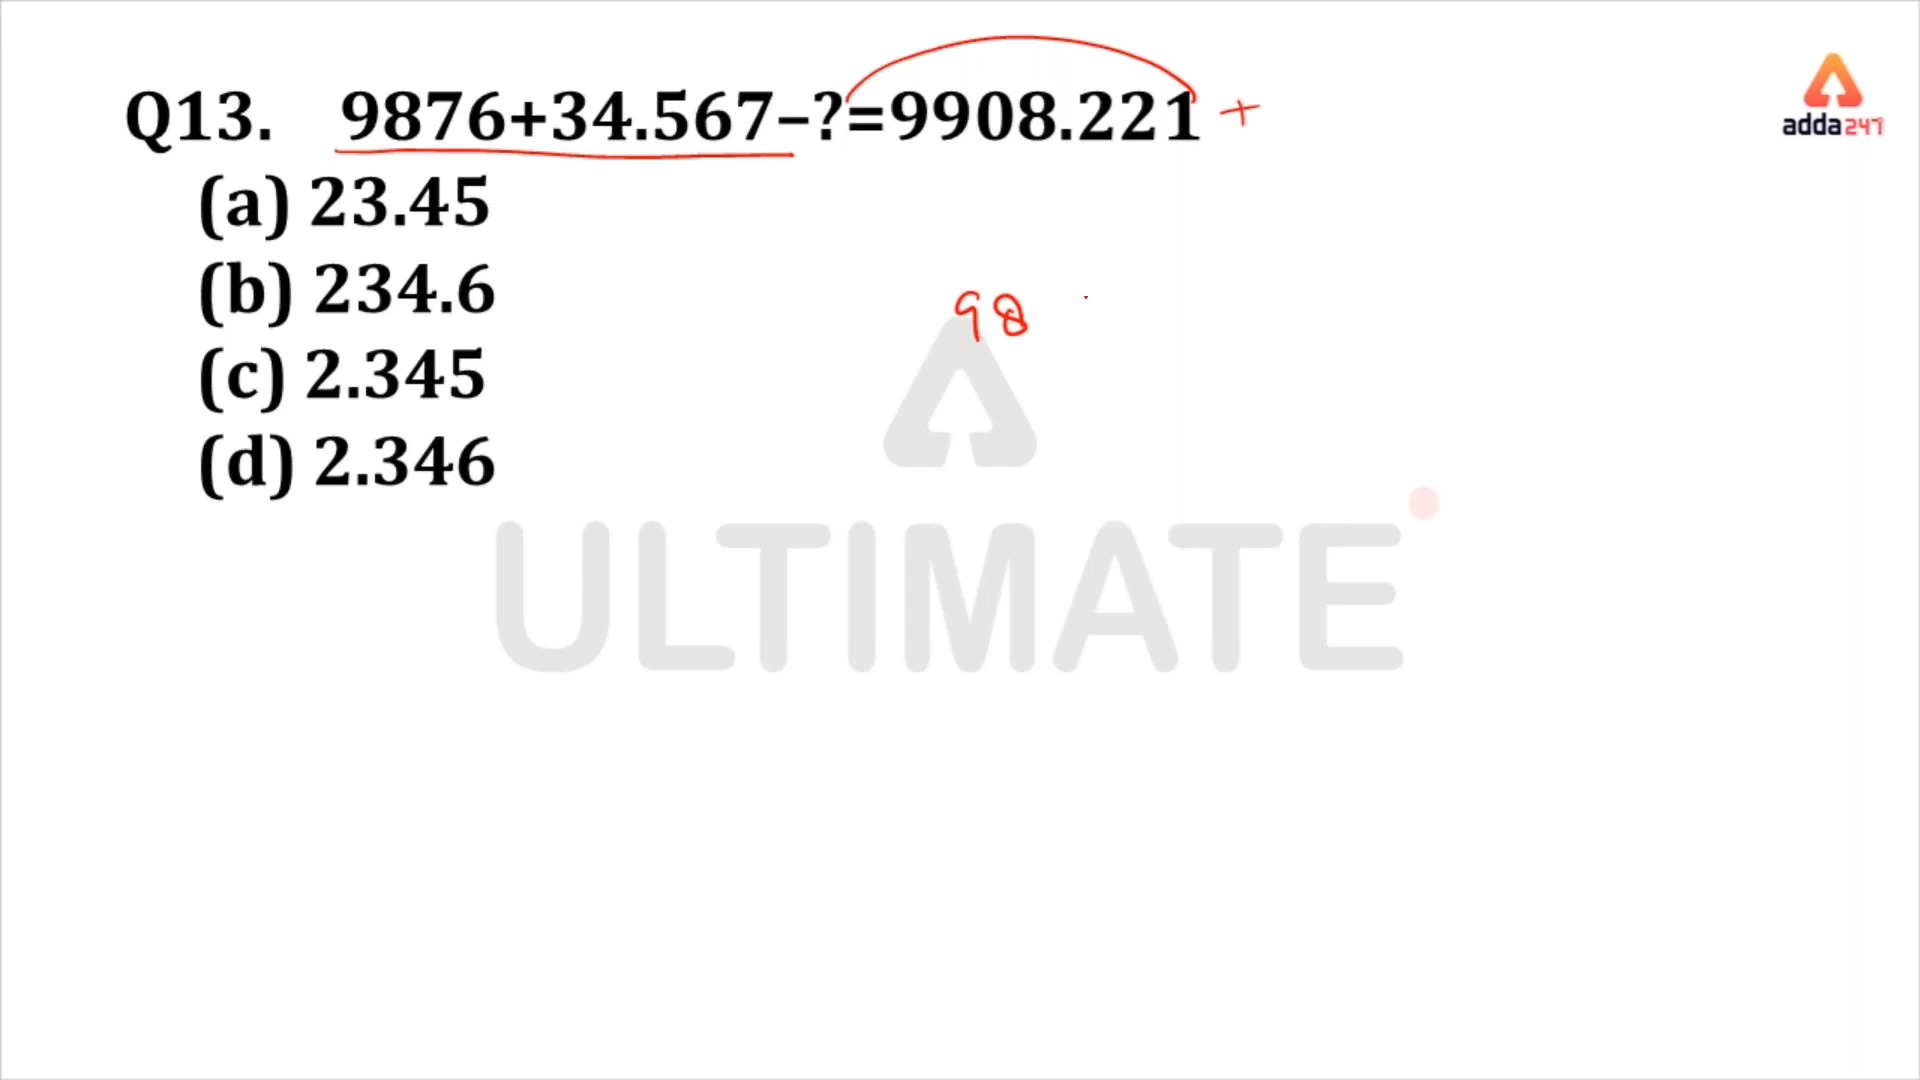 Q13. 9876+34.567–?=9908.221 +
adda247
(a) 23.45
(b) 234.6
98
(c) 2.345
(d) 2.346
ULTIMATE